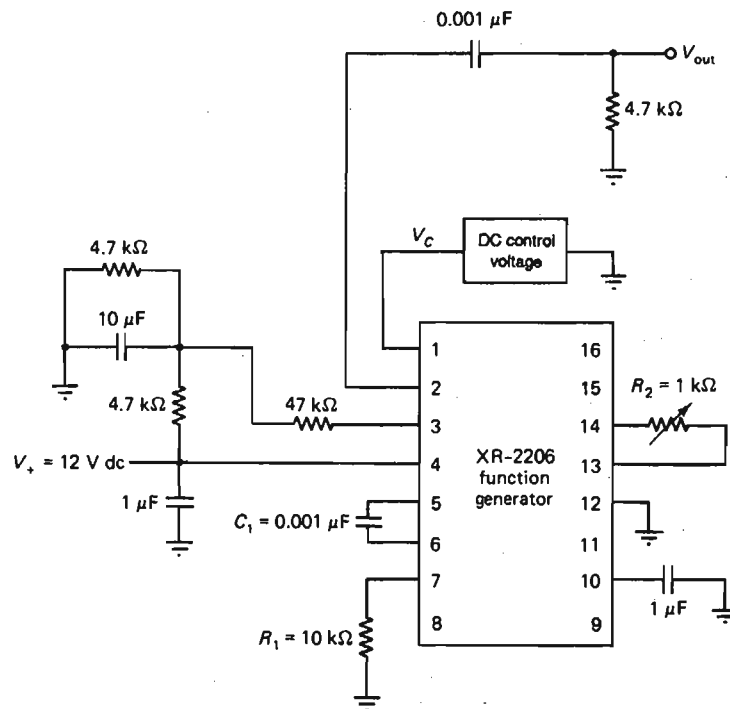 0.001 μF
V_out
4.7 kΩ
V_C
DC control
voltage
4.7 kΩ
10 μF
4.7 kΩ
47 kΩ
V_+ = 12 V dc
1 μF
C_1 = 0.001 μF
R_1 = 10 kΩ
1
2
3
4
5
6
7
8
XR-2206
function
generator
16
15
14
13
12
11
10
9
R_2 = 1 kΩ
1 μF